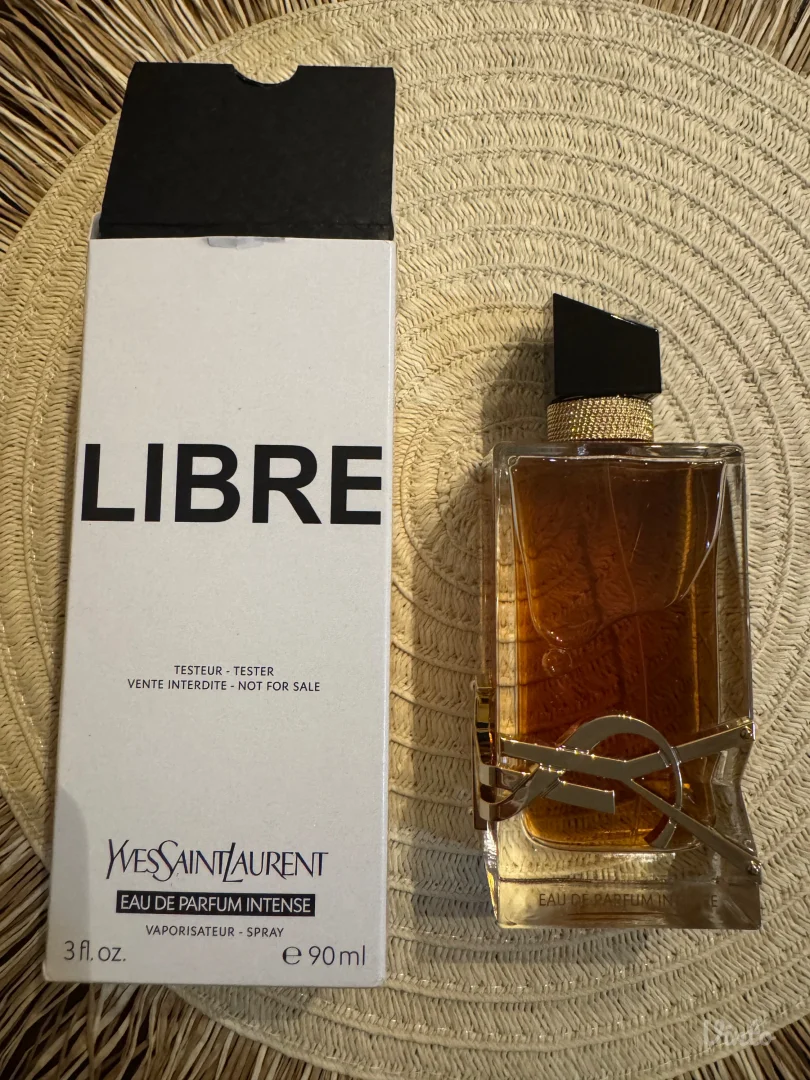 LIBRE
TESTEUR - TESTER
VENTE INTERDITE - NOT FOR SALE
YVESSAINTLAURENT
EAU DE PARFUM INTENSE
VAPORISATEUR - SPRAY
3 fl. oz. ℮ 90 ml
EAU DE PARFUM INTENSE